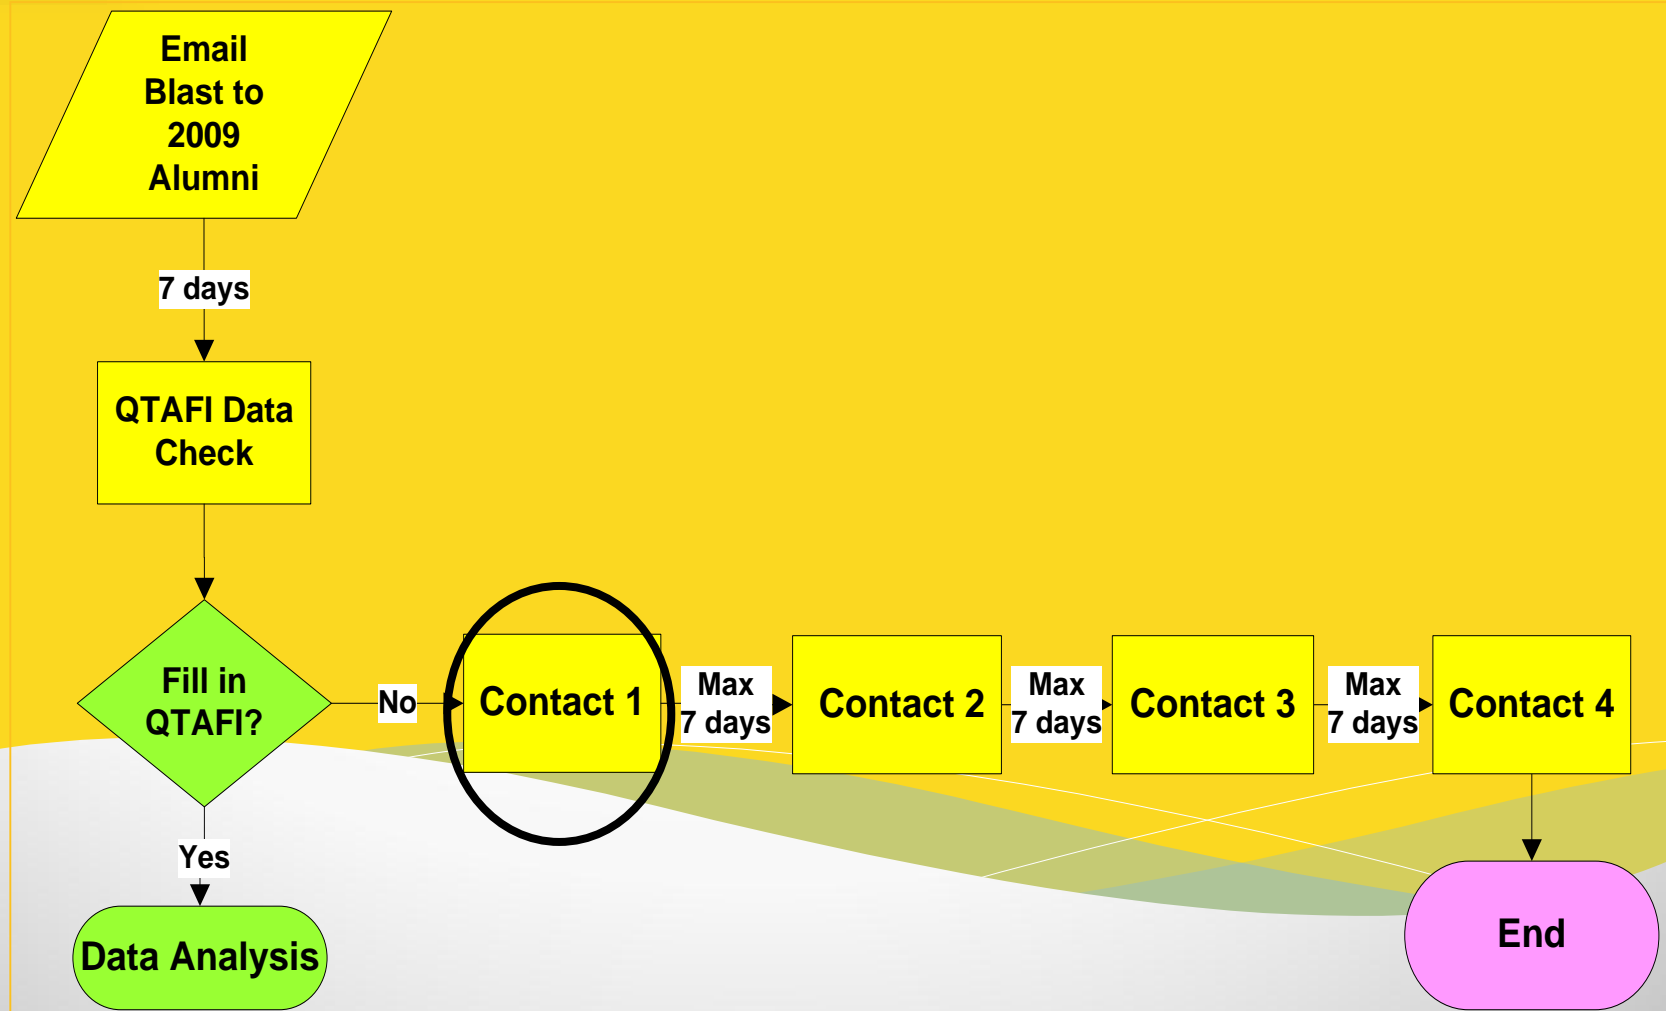 Email
Blast to
2009
Alumni
7 days
QTAFI Data
Check
Fill in
QTAFI?
No
Contact 1
Max
7 days
Contact 2
Max
7 days
Contact 3
Max
7 days
Contact 4
Yes
Data Analysis
End